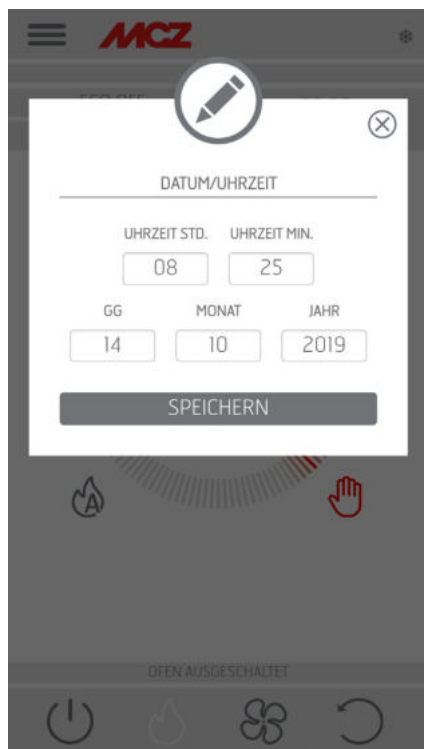 MCZ
DATUM/UHRZEIT
UHRZEIT STD. UHRZEIT MIN.
08 25
GG MONAT JAHR
14 10 2019
SPEICHERN
A
OFEN AUSGESCHALTET